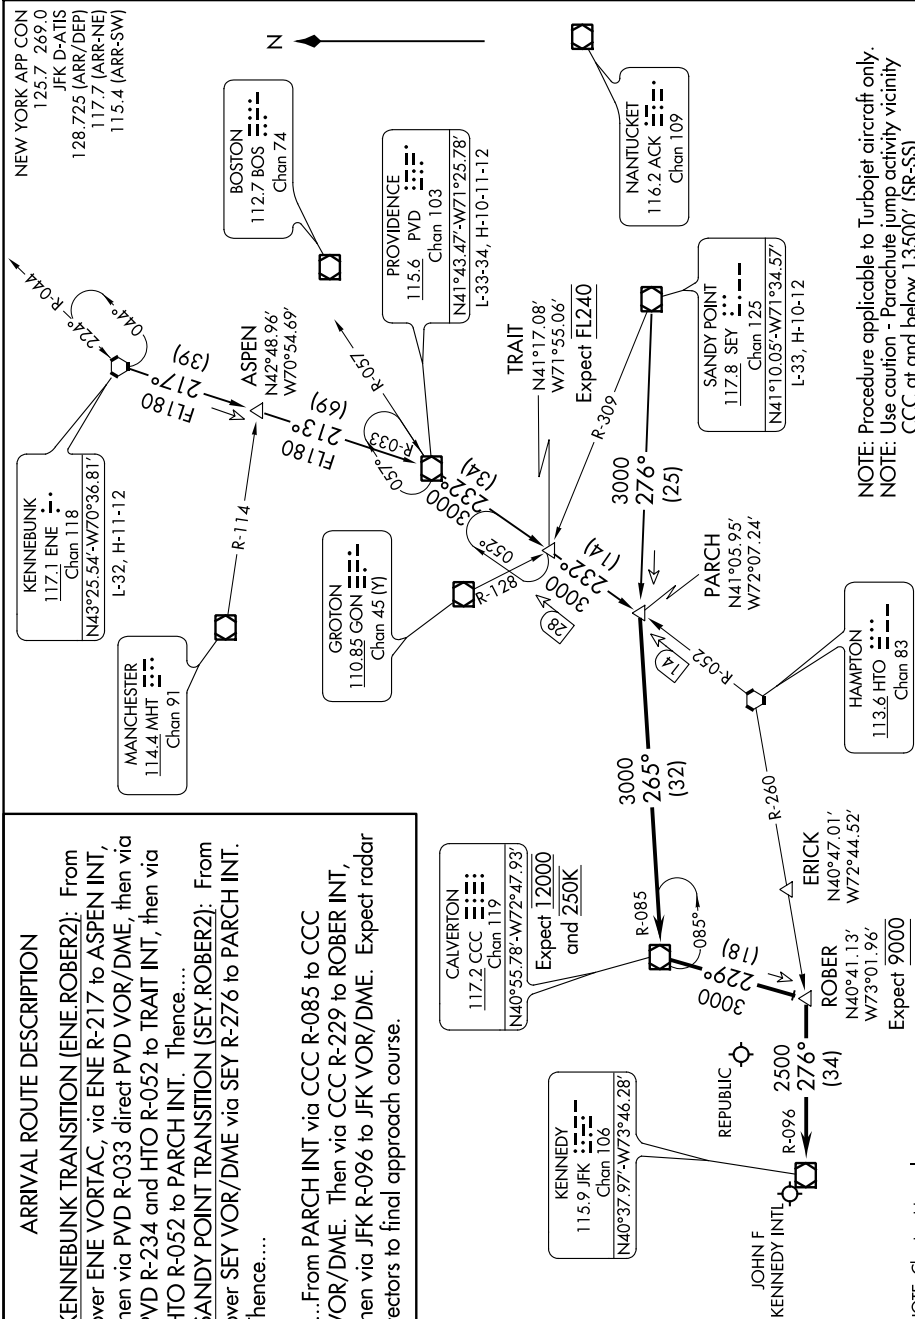 NEW YORK APP CON
125.7 269.0
JFK D-ATIS
128.725 (ARR/DEP)
117.7 (ARR-NE)
115.4 (ARR-SW)
ARRIVAL ROUTE DESCRIPTION
KENNEBUNK TRANSITION (ENE.ROBER2): From
over ENE VORTAC, via ENE R-217 to ASPEN INT,
hen via PVD R-033 direct PVD VOR/DME, then via
PVD R-234 and HTO R-052 to TRAIT INT, then via
HTO R-052 to PARCH INT. Thence....
SANDY POINT TRANSITION (SEY.ROBER2): From
over SEY VOR/DME via SEY R-276 to PARCH INT.
Thence....
....From PARCH INT via CCC R-085 to CCC
VOR/DME. Then via CCC R-229 to ROBER INT,
hen via JFK R-096 to JFK VOR/DME. Expect radar
vectors to final approach course.
N
KENNEBUNK
117.1 ENE
Chan 118
N43°25.54'-W70°36.81'
L-32, H-11-12
R-044
224°
044°
FL180
217°
(39)
MANCHESTER
114.4 MHT
Chan 91
R-114
ASPEN
N42°48.96'
W70°54.69'
BOSTON
112.7 BOS
Chan 74
FL180
213°
(69)
R-057
R-033
057°
PROVIDENCE
115.6 PVD
Chan 103
N41°43.47'-W71°25.78'
L-33-34, H-10-11-12
GROTON
110.85 GON
Chan 45 (Y)
R-128
3000
232°
(34)
052°
TRAIT
N41°17.08'
W71°55.06'
Expect FL240
R-309
NANTUCKET
116.2 ACK
Chan 109
SANDY POINT
117.8 SEY
Chan 125
N41°10.05'-W71°34.57'
L-33, H-10-12
3000
276°
(25)
3000
232°
(14)
28
14
PARCH
N41°05.95'
W72°07.24'
R-052
HAMPTON
113.6 HTO
Chan 83
3000
265°
(32)
CALVERTON
117.2 CCC
Chan 119
N40°55.78'-W72°47.93'
Expect 12000
and 250K
R-085
085°
3000
229°
(18)
R-260
ERICK
N40°47.01'
W72°44.52'
ROBER
N40°41.13'
W73°01.96'
Expect 9000
2500
276°
(34)
R-096
REPUBLIC
KENNEDY
115.9 JFK
Chan 106
N40°37.97'-W73°46.28'
JOHN F
KENNEDY INTL
NOTE: Procedure applicable to Turbojet aircraft only.
NOTE: Use caution - Parachute jump activity vicinity
CCC at and below 13500' (SR-SS)